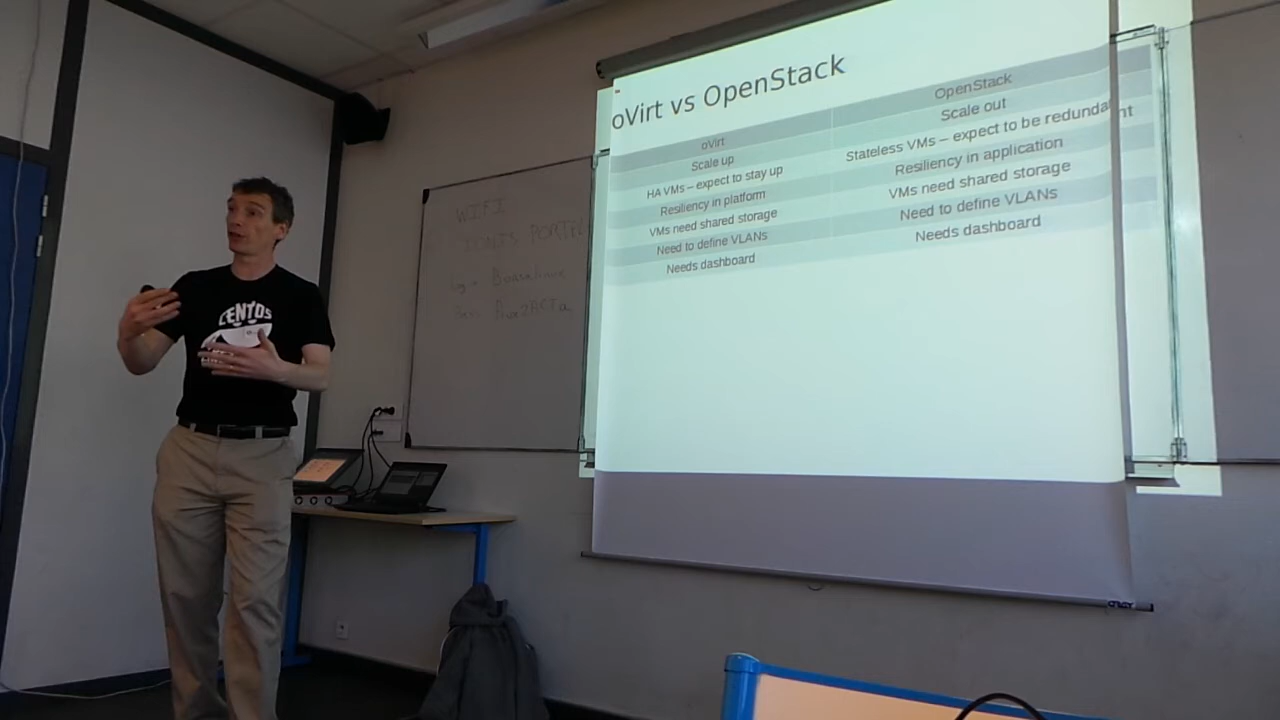 oVirt vs OpenStack
oVirt OpenStack
Scale up Scale out
HA VMs – expect to stay up Stateless VMs – expect to be redundant
Resiliency in platform Resiliency in application
VMs need shared storage VMs need shared storage
Need to define VLANs Need to define VLANs
Needs dashboard Needs dashboard
CENTOS
WIFI